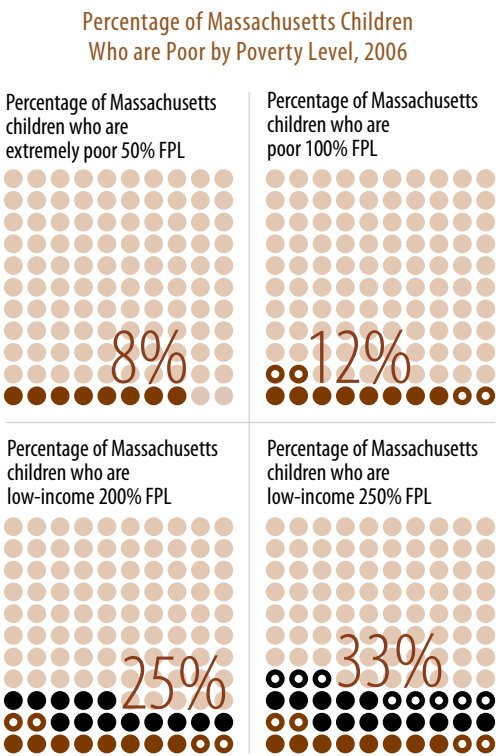 Percentage of Massachusetts Children
Who are Poor by Poverty Level, 2006
Percentage of Massachusetts
children who are
extremely poor 50% FPL
8%
Percentage of Massachusetts
children who are
poor 100% FPL
12%
Percentage of Massachusetts
children who are
low-income 200% FPL
25%
Percentage of Massachusetts
children who are
low-income 250% FPL
33%